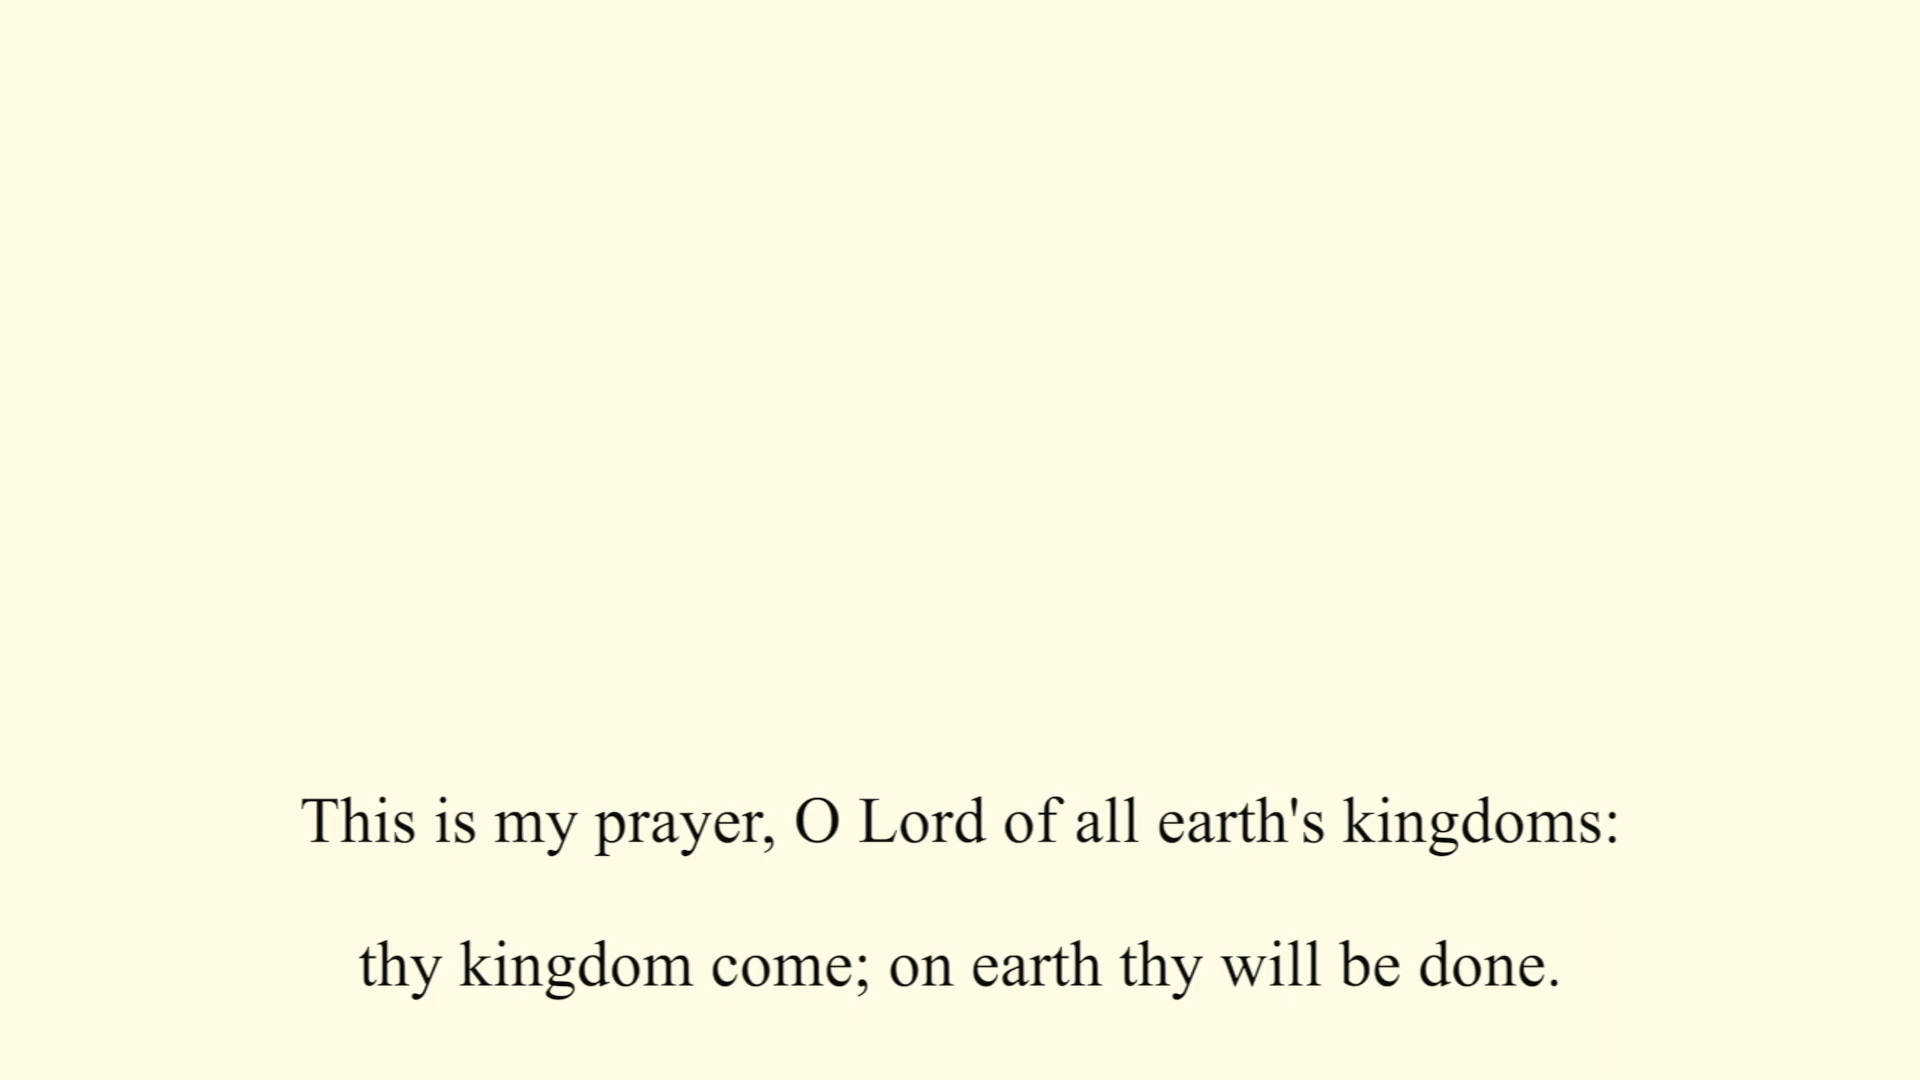 This is my prayer, O Lord of all earth's kingdoms:
thy kingdom come; on earth thy will be done.